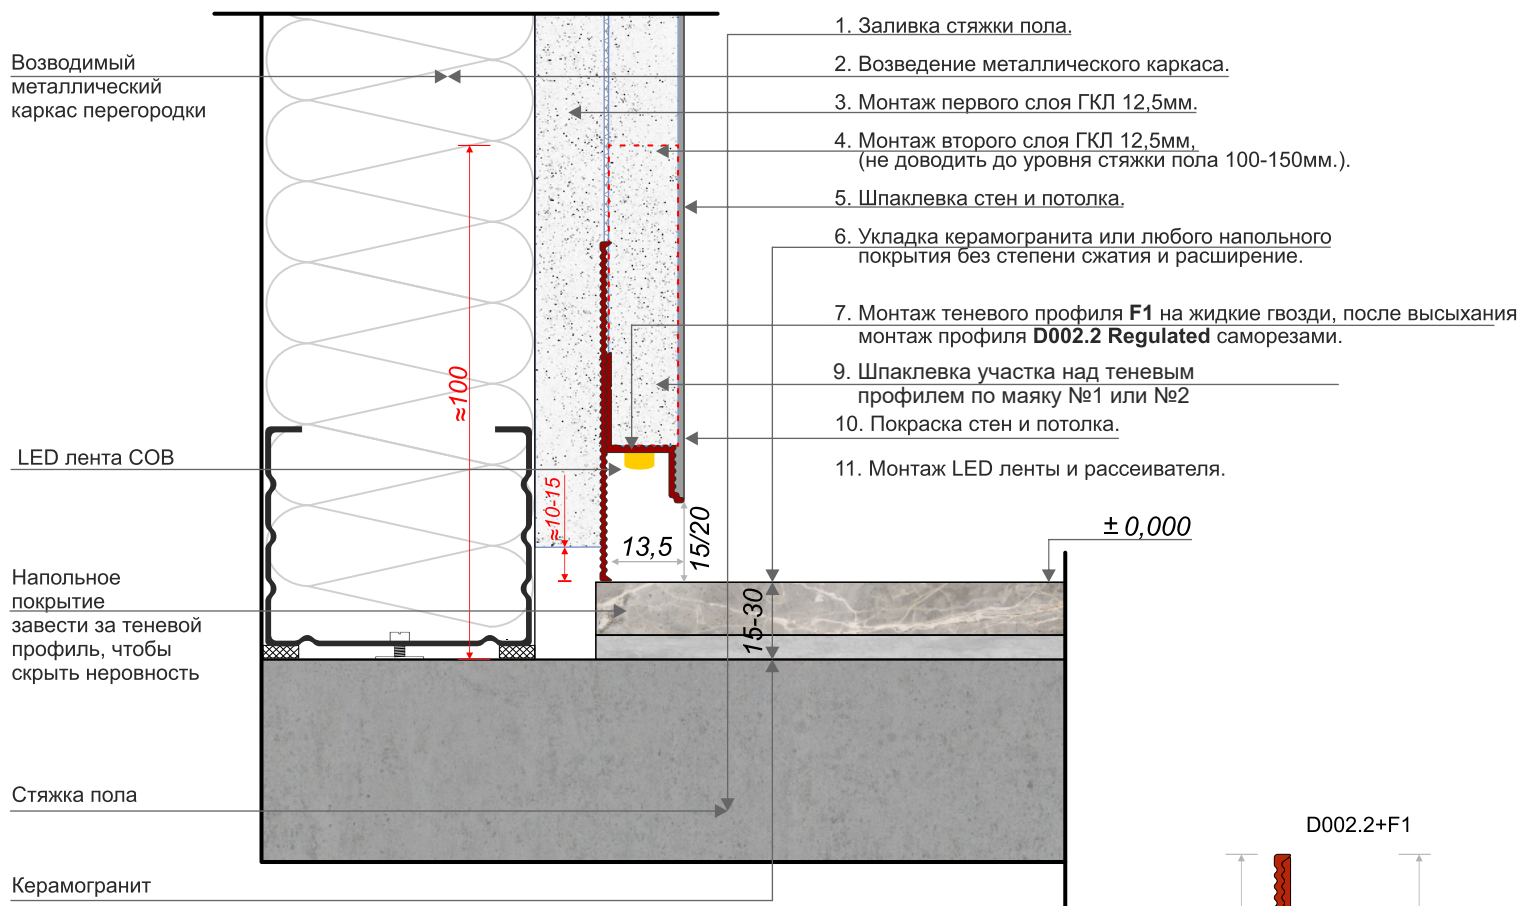 Возводимый
металлический
каркас перегородки
1. Заливка стяжки пола.
2. Возведение металлического каркаса.
3. Монтаж первого слоя ГКЛ 12,5мм.
4. Монтаж второго слоя ГКЛ 12,5мм,
(не доводить до уровня стяжки пола 100-150мм.).
5. Шпаклевка стен и потолка.
6. Укладка керамогранита или любого напольного
покрытия без степени сжатия и расширение.
7. Монтаж теневого профиля F1 на жидкие гвозди, после высыхания
монтаж профиля D002.2 Regulated саморезами.
9. Шпаклевка участка над теневым
профилем по маяку №1 или №2
10. Покраска стен и потолка.
11. Монтаж LED ленты и рассеивателя.
≈100
LED лента COB
≈10-15
13,5
15/20
± 0,000
15-30
Напольное
покрытие
завести за теневой
профиль, чтобы
скрыть неровность
Стяжка пола
Керамогранит
D002.2+F1